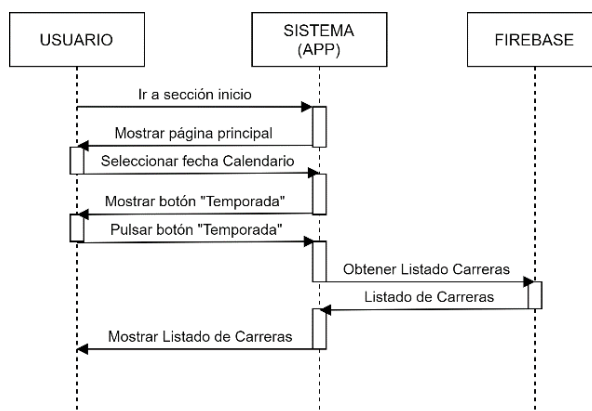 USUARIO
SISTEMA
(APP)
FIREBASE
Ir a sección inicio
Mostrar página principal
Seleccionar fecha Calendario
Mostrar botón "Temporada"
Pulsar botón "Temporada"
Obtener Listado Carreras
Listado de Carreras
Mostrar Listado de Carreras